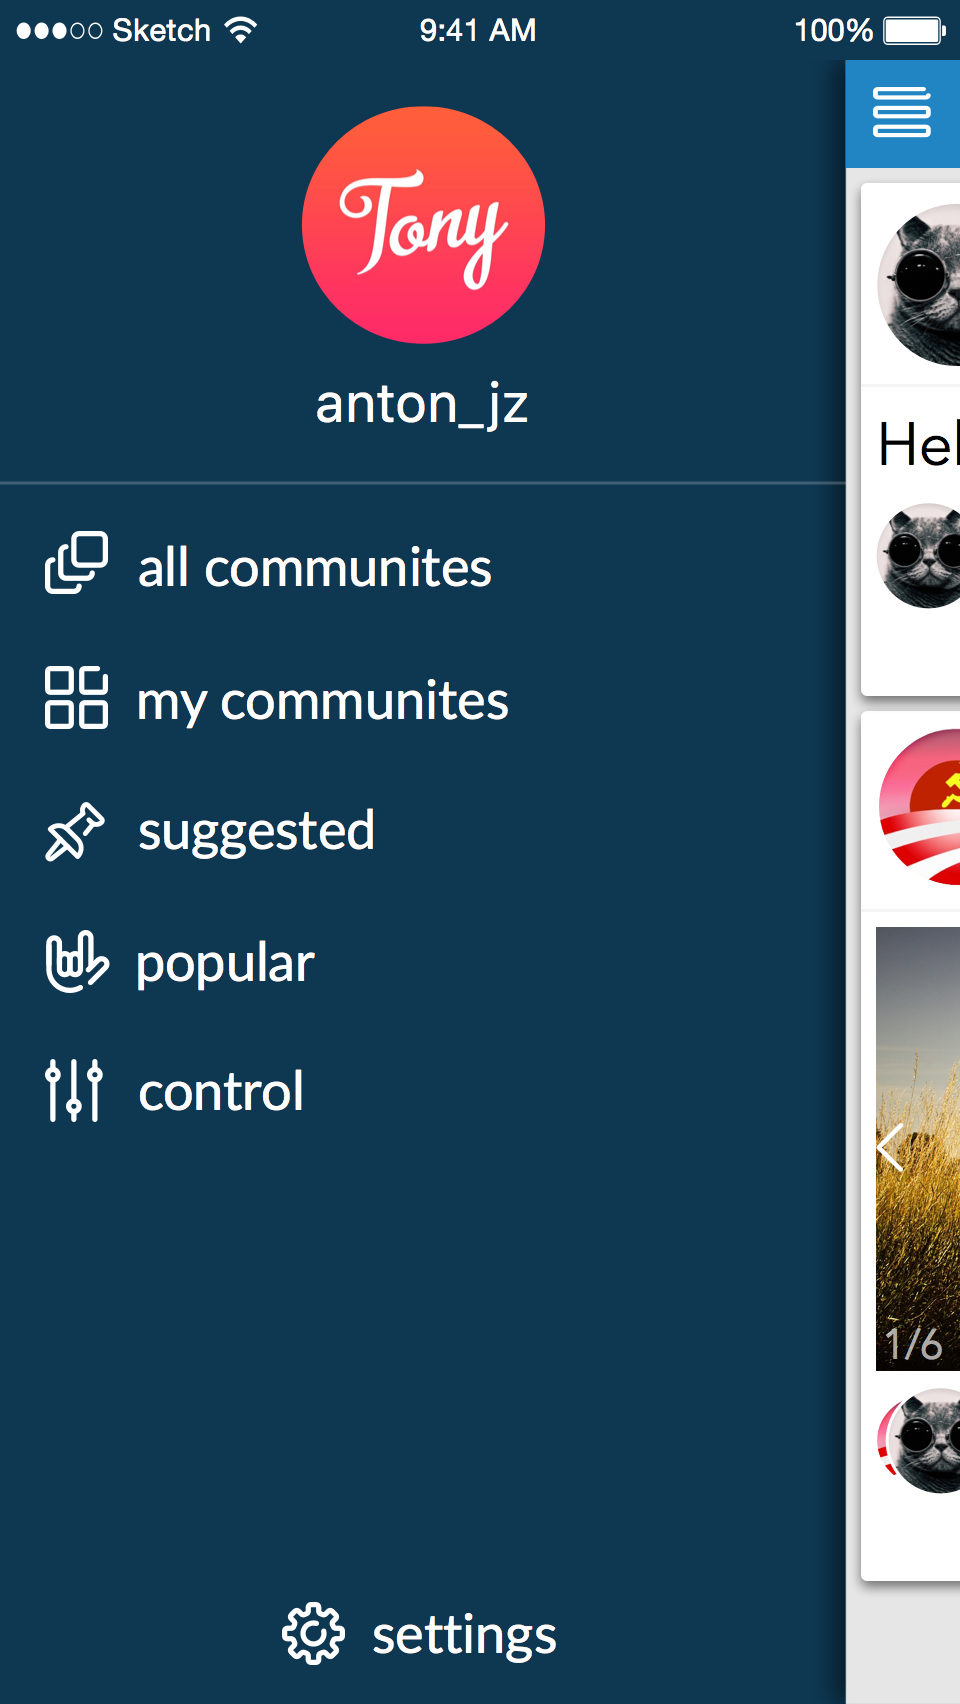 Sketch 9:41 AM 100%
Tony
anton_jz
Hel
all communites
my communites
suggested
popular
control
1/6
settings